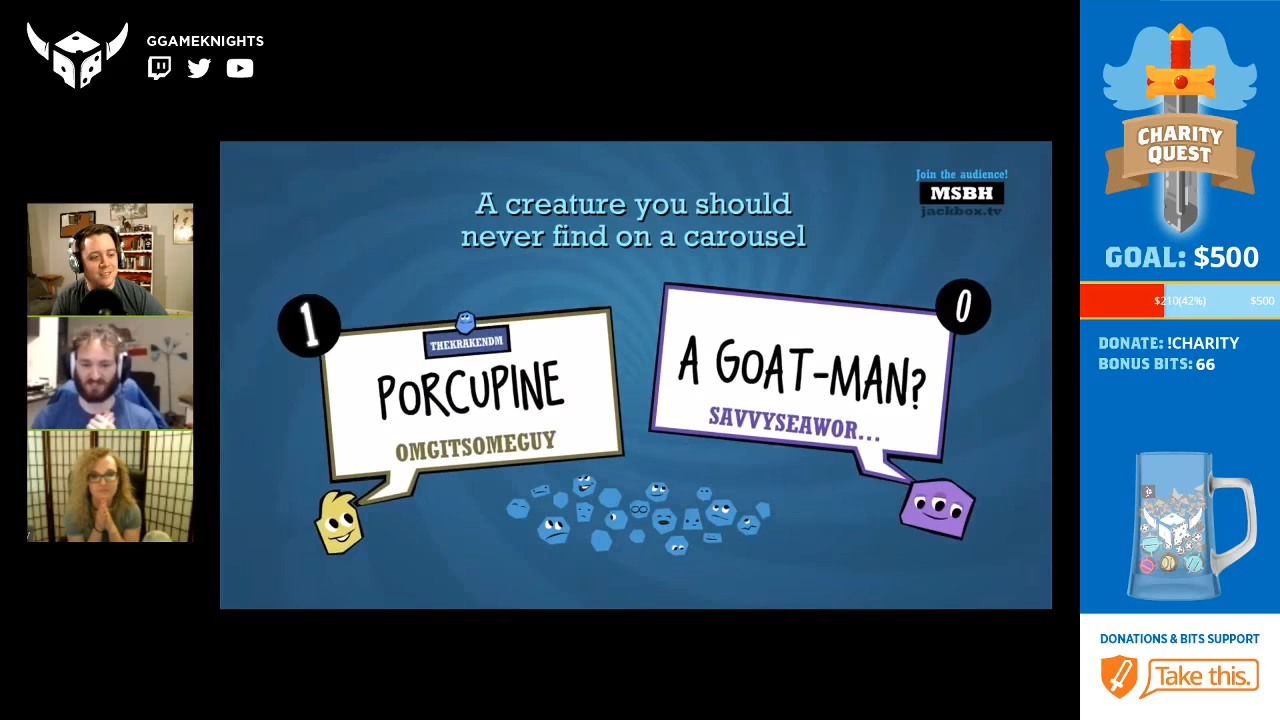 GGAMEKNIGHTS
A creature you should
never find on a carousel
Join the audience!
MSBH
jackbox.tv
1
THEKRAKENDM
PORCUPINE
OMGITSOMEGUY
0
A GOAT-MAN?
SAVVYSEAWOR...
CHARITY
QUEST
GOAL: $500
$210(42%) $500
DONATE: !CHARITY
BONUS BITS: 66
DONATIONS & BITS SUPPORT
Take this.